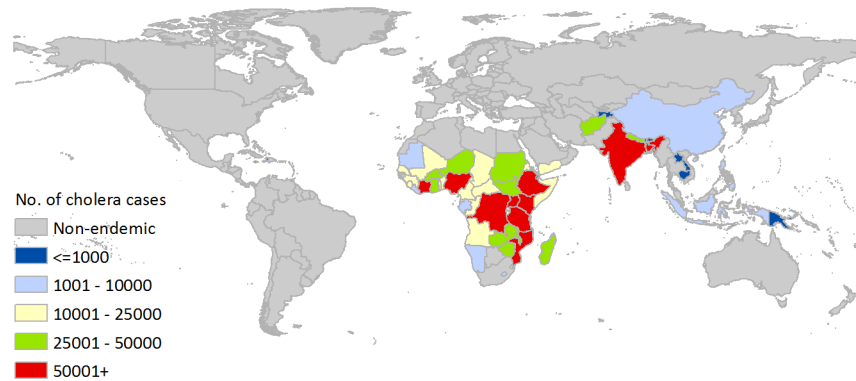 No. of cholera cases
Non-endemic
<=1000
1001 - 10000
10001 - 25000
25001 - 50000
50001+